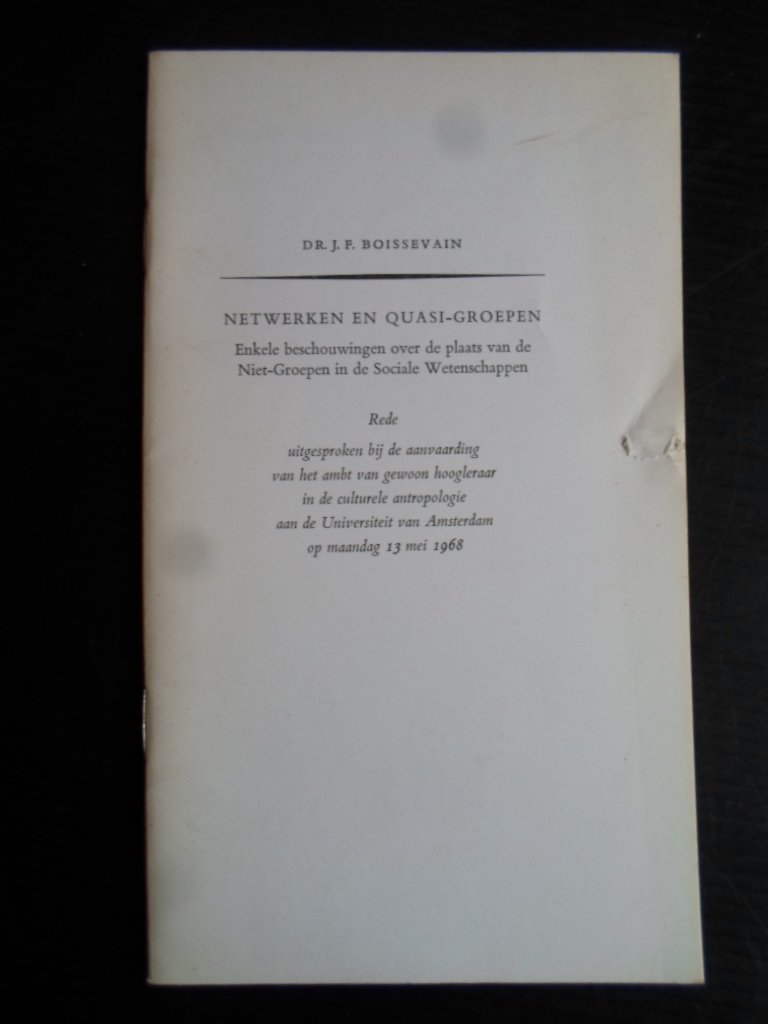 DR. J. F. BOISSEVAIN
NETWERKEN EN QUASI-GROEPEN
Enkele beschouwingen over de plaats van de
Niet-Groepen in de Sociale Wetenschappen
Rede
uitgesproken bij de aanvaarding
van het ambt van gewoon hoogleraar
in de culturele antropologie
aan de Universiteit van Amsterdam
op maandag 13 mei 1968